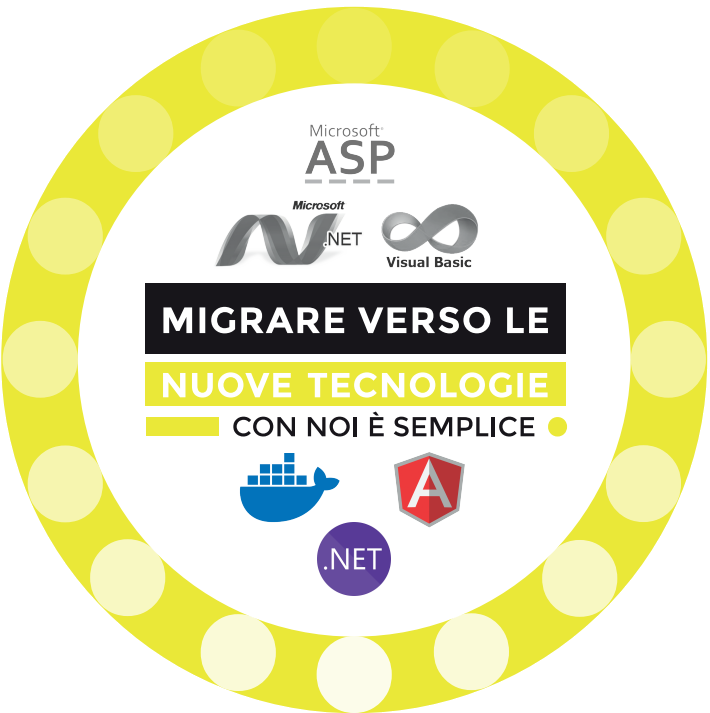 Microsoft®
ASP
Microsoft
.NET
Visual Basic
MIGRARE VERSO LE
NUOVE TECNOLOGIE
CON NOI È SEMPLICE
A
.NET